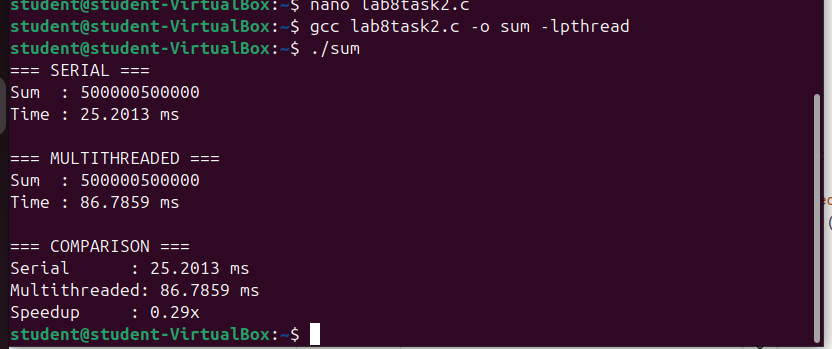 student@student-VirtualBox:~$ nano lab8task2.c
student@student-VirtualBox:~$ gcc lab8task2.c -o sum -lpthread
student@student-VirtualBox:~$ ./sum
=== SERIAL ===
Sum  : 500000500000
Time : 25.2013 ms

=== MULTITHREADED ===
Sum  : 500000500000
Time : 86.7859 ms

=== COMPARISON ===
Serial      : 25.2013 ms
Multithreaded: 86.7859 ms
Speedup     : 0.29x
student@student-VirtualBox:~$